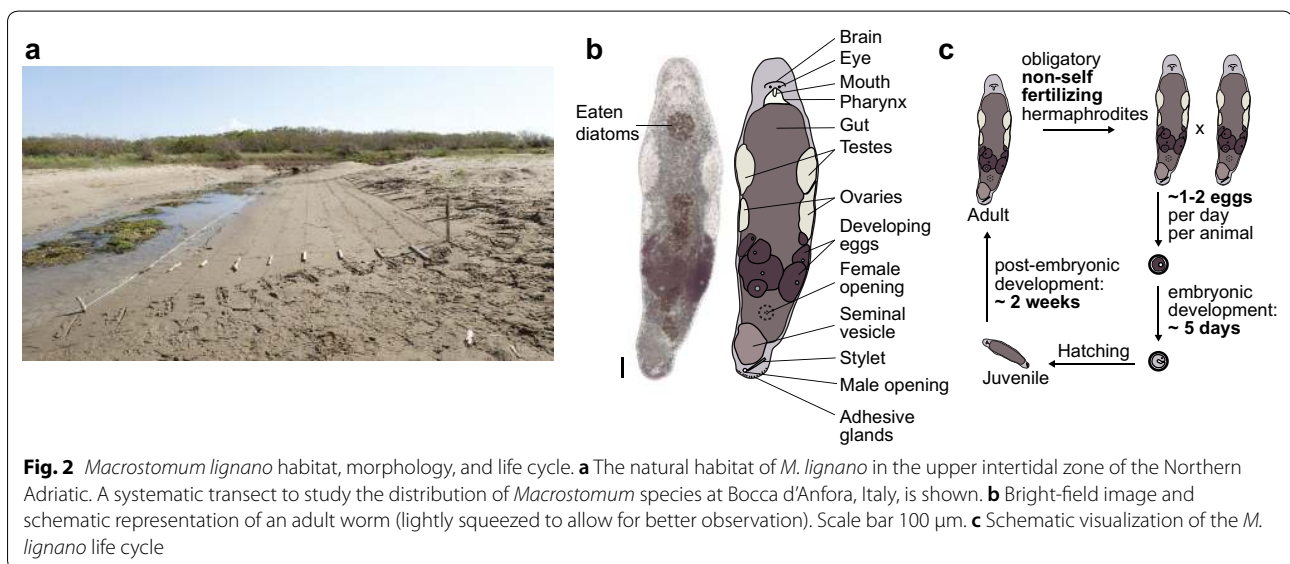 a
b
Eaten
diatoms
Brain
Eye
Mouth
Pharynx
Gut
Testes
Ovaries
Developing
eggs
Female
opening
Seminal
vesicle
Stylet
Male opening
Adhesive
glands
c
obligatory
non-self
fertilizing
hermaphrodites
x
Adult
~1-2 eggs
per day
per animal
post-embryonic
development:
~ 2 weeks
embryonic
development:
~ 5 days
Hatching
Juvenile
Fig. 2 Macrostomum lignano habitat, morphology, and life cycle. a The natural habitat of M. lignano in the upper intertidal zone of the Northern
Adriatic. A systematic transect to study the distribution of Macrostomum species at Bocca d’Anfora, Italy, is shown. b Bright-field image and
schematic representation of an adult worm (lightly squeezed to allow for better observation). Scale bar 100 μm. c Schematic visualization of the M.
lignano life cycle